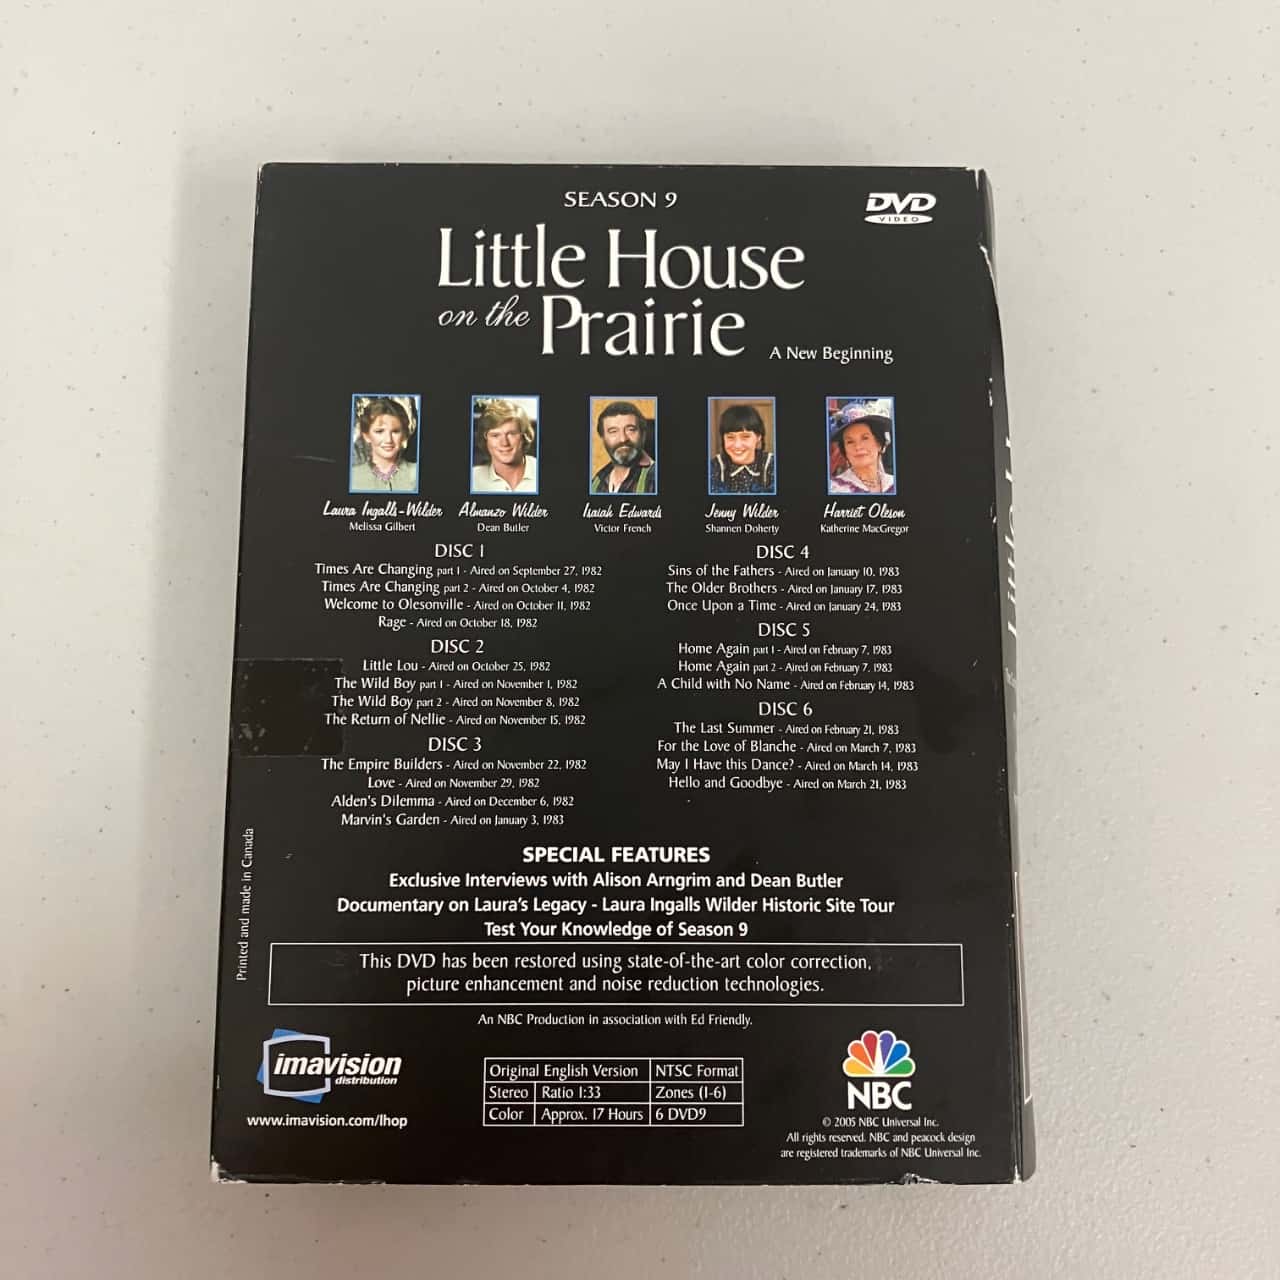 SEASON 9
DVD
VIDEO
Little House
on the Prairie
A New Beginning
Laura Ingalls-Wilder
Melissa Gilbert
Almanzo Wilder
Dean Butler
Isaiah Edwards
Victor French
Jenny Wilder
Shannen Doherty
Harriet Oleson
Katherine MacGregor
DISC 1
Times Are Changing part 1 - Aired on September 27, 1982
Times Are Changing part 2 - Aired on October 4, 1982
Welcome to Olesonville - Aired on October 11, 1982
Rage - Aired on October 18, 1982
DISC 2
Little Lou - Aired on October 25, 1982
The Wild Boy part 1 - Aired on November 1, 1982
The Wild Boy part 2 - Aired on November 8, 1982
The Return of Nellie - Aired on November 15, 1982
DISC 3
The Empire Builders - Aired on November 22, 1982
Love - Aired on November 29, 1982
Alden's Dilemma - Aired on December 6, 1982
Marvin's Garden - Aired on January 3, 1983
DISC 4
Sins of the Fathers - Aired on January 10, 1983
The Older Brothers - Aired on January 17, 1983
Once Upon a Time - Aired on January 24, 1983
DISC 5
Home Again part 1 - Aired on February 7, 1983
Home Again part 2 - Aired on February 7, 1983
A Child with No Name - Aired on February 14, 1983
DISC 6
The Last Summer - Aired on February 21, 1983
For the Love of Blanche - Aired on March 7, 1983
May I Have this Dance? - Aired on March 14, 1983
Hello and Goodbye - Aired on March 21, 1983
SPECIAL FEATURES
Exclusive Interviews with Alison Arngrim and Dean Butler
Documentary on Laura's Legacy - Laura Ingalls Wilder Historic Site Tour
Test Your Knowledge of Season 9
This DVD has been restored using state-of-the-art color correction,
picture enhancement and noise reduction technologies.
Printed and made in Canada
An NBC Production in association with Ed Friendly.
imavision
distribution
www.imavision.com/lhop
Original English Version NTSC Format
Stereo Ratio 1:33 Zones (1-6)
Color Approx. 17 Hours 6 DVD9
NBC
© 2005 NBC Universal Inc.
All rights reserved. NBC and peacock design
are registered trademarks of NBC Universal Inc.